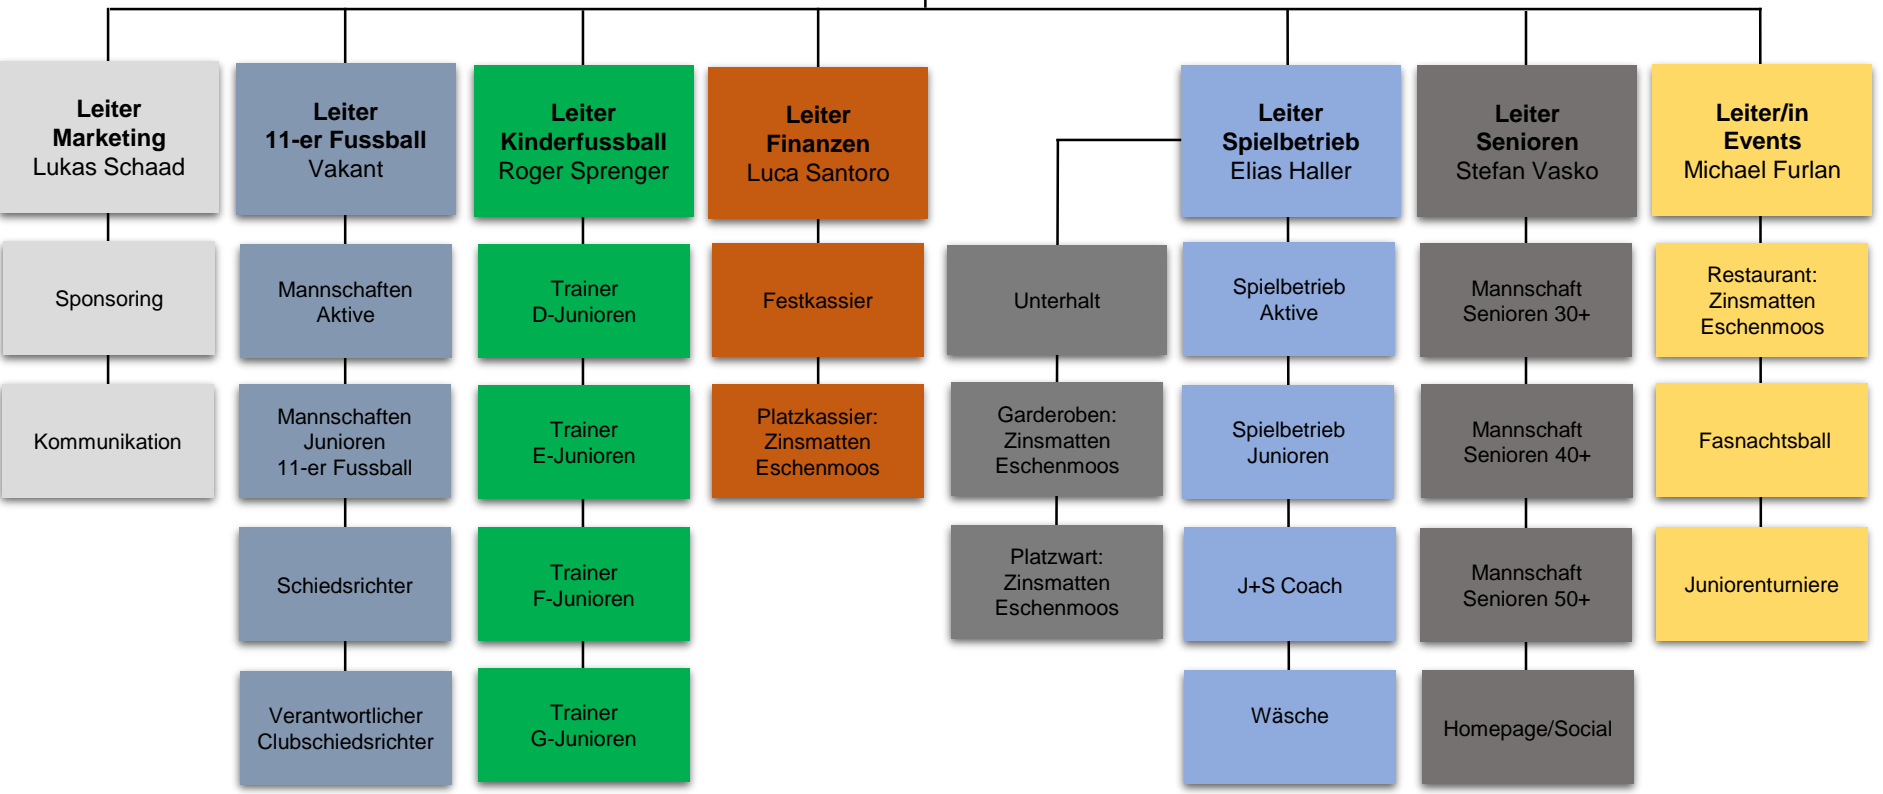 Leiter
Marketing
Lukas Schaad
Sponsoring
Kommunikation
Leiter
11-er Fussball
Vakant
Mannschaften
Aktive
Mannschaften
Junioren
11-er Fussball
Schiedsrichter
Verantwortlicher
Clubschiedsrichter
Leiter
Kinderfussball
Roger Sprenger
Trainer
D-Junioren
Trainer
E-Junioren
Trainer
F-Junioren
Trainer
G-Junioren
Leiter
Finanzen
Luca Santoro
Festkassier
Platzkassier:
Zinsmatten
Eschenmoos
Unterhalt
Garderoben:
Zinsmatten
Eschenmoos
Platzwart:
Zinsmatten
Eschenmoos
Leiter
Spielbetrieb
Elias Haller
Spielbetrieb
Aktive
Spielbetrieb
Junioren
J+S Coach
Wäsche
Leiter
Senioren
Stefan Vasko
Mannschaft
Senioren 30+
Mannschaft
Senioren 40+
Mannschaft
Senioren 50+
Homepage/Social
Leiter/in
Events
Michael Furlan
Restaurant:
Zinsmatten
Eschenmoos
Fasnachtsball
Juniorenturniere